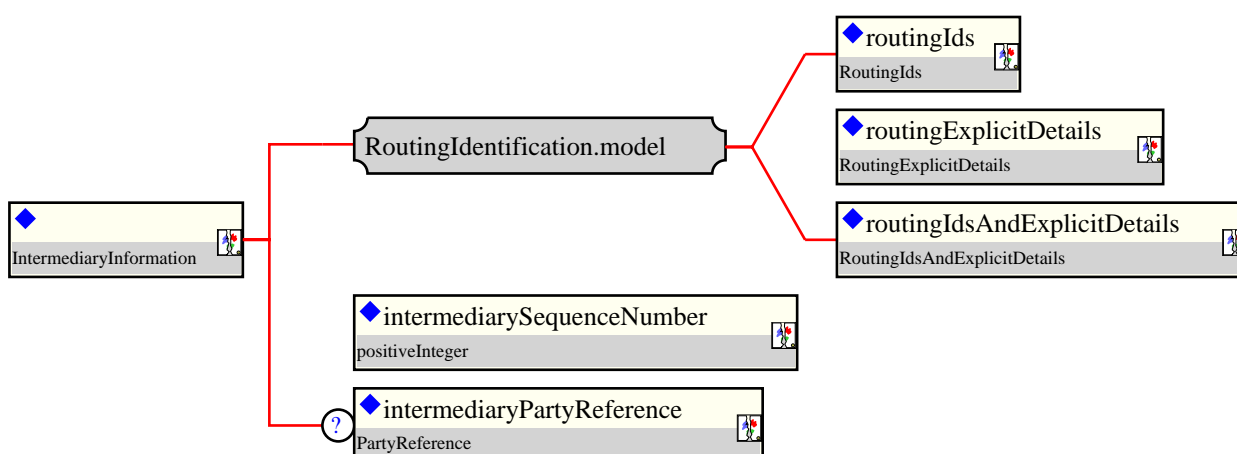 routingIds
RoutingIds
routingExplicitDetails
RoutingExplicitDetails
RoutingIdentification.model
routingIdsAndExplicitDetails
RoutingIdsAndExplicitDetails
IntermediaryInformation
intermediarySequenceNumber
positiveInteger
?
intermediaryPartyReference
PartyReference